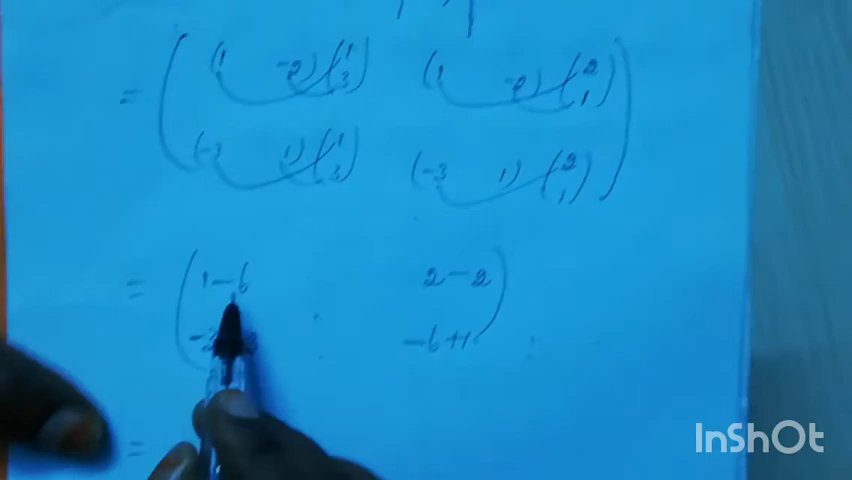 = ( (1 -2) (1 3) (1 -2) (2 1)
(-3 1) (1 3) (-3 1) (2 1) )
= ( 1-6 2-2
-6+1 )
=
InShOt